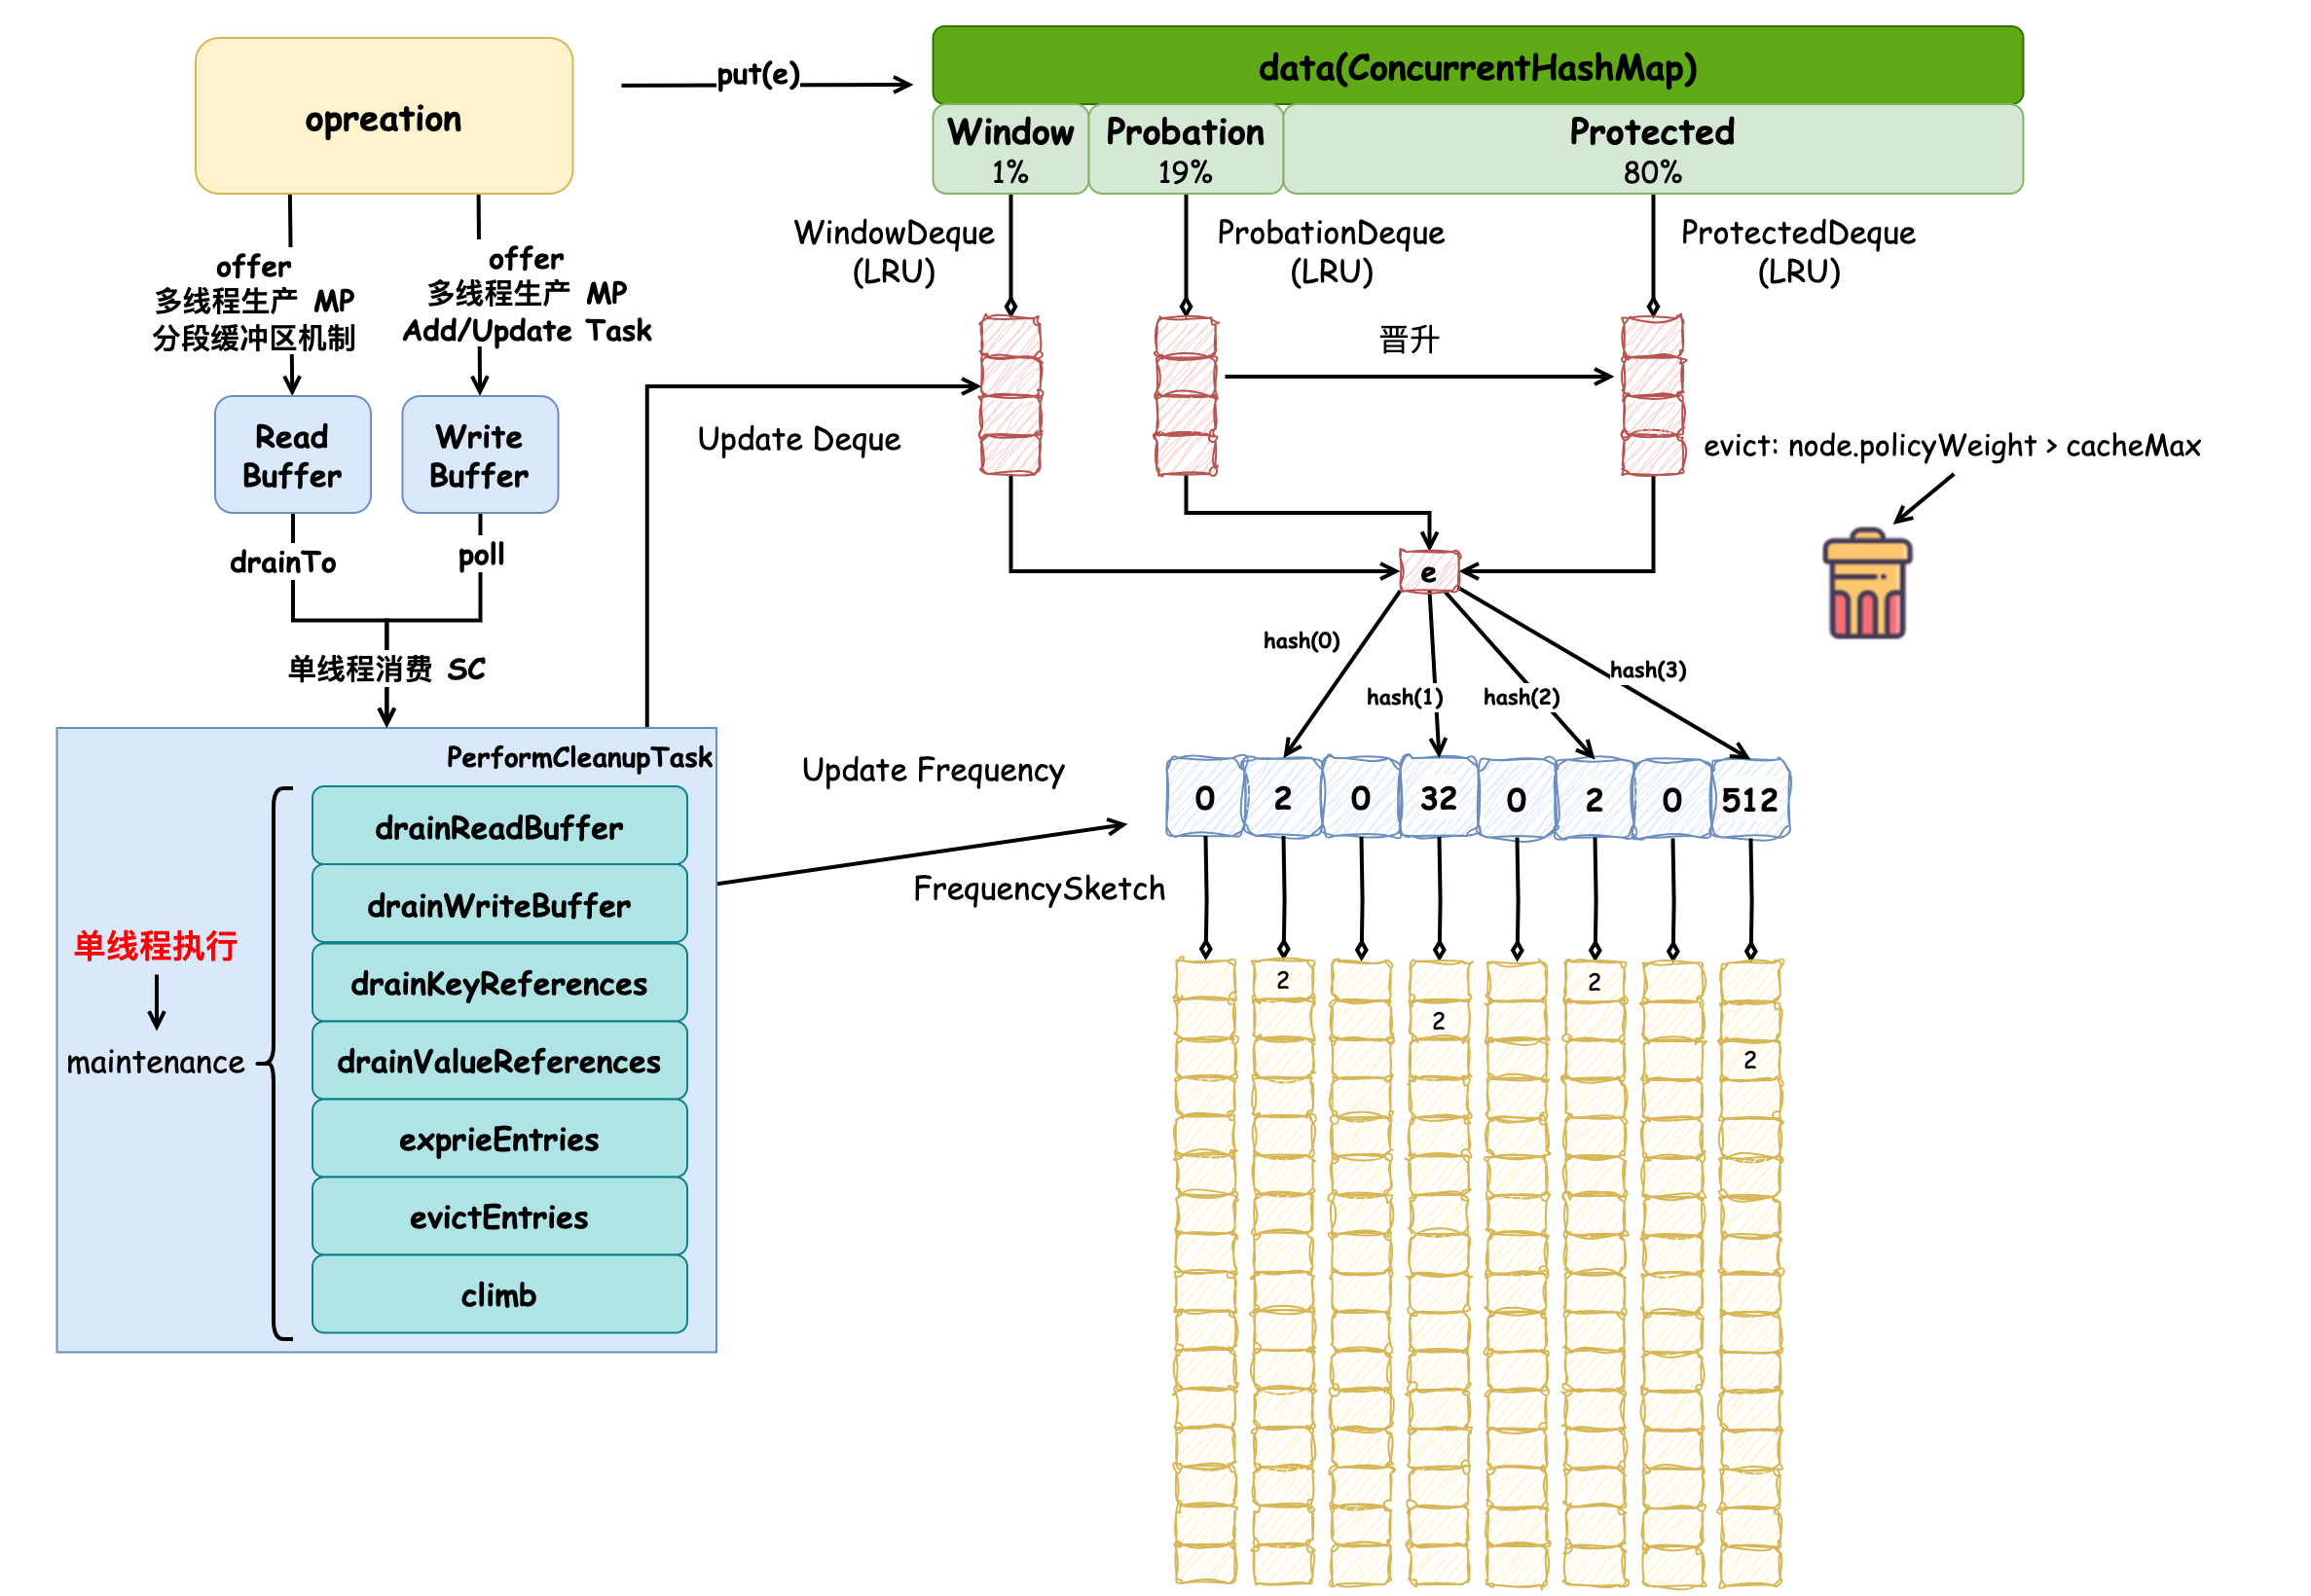 opreation
put(e)
data(ConcurrentHashMap)
Window
1%
Probation
19%
Protected
80%
offer
多线程生产 MP
分段缓冲区机制
offer
多线程生产 MP
Add/Update Task
WindowDeque
(LRU)
ProbationDeque
(LRU)
ProtectedDeque
(LRU)
晋升
Read
Buffer
Write
Buffer
Update Deque
evict: node.policyWeight > cacheMax
drainTo
poll
e
单线程消费 SC
hash(0)
hash(1)
hash(2)
hash(3)
PerformCleanupTask
Update Frequency
0
2
0
32
0
2
0
512
FrequencySketch
drainReadBuffer
drainWriteBuffer
drainKeyReferences
drainValueReferences
exprieEntries
evictEntries
climb
单线程执行
maintenance
2
2
2
2